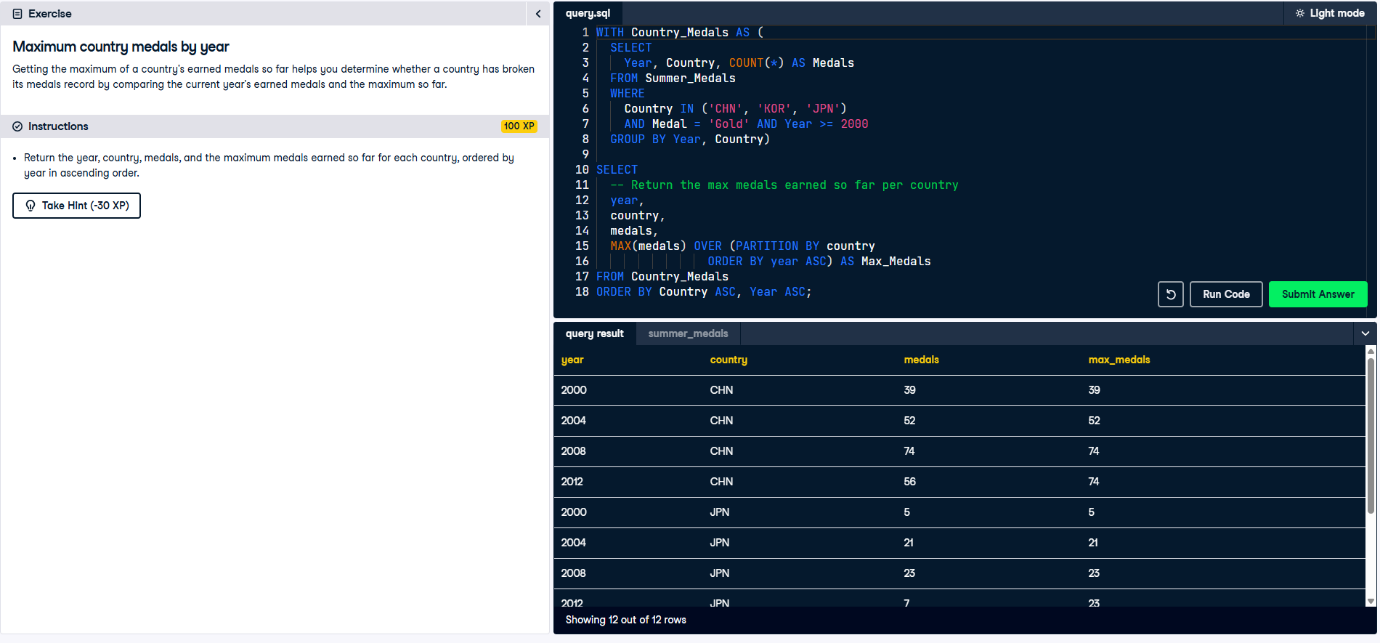 Exercise
Maximum country medals by year
Getting the maximum of a country's earned medals so far helps you determine whether a country has broken
its medals record by comparing the current year's earned medals and the maximum so far.
Instructions
100 XP
• Return the year, country, medals, and the maximum medals earned so far for each country, ordered by
year in ascending order.
Take Hint (-30 XP)
query.sql
Light mode
1 WITH Country_Medals AS (
2 SELECT
3 Year, Country, COUNT(*) AS Medals
4 FROM Summer_Medals
5 WHERE
6 Country IN ('CHN', 'KOR', 'JPN')
7 AND Medal = 'Gold' AND Year >= 2000
8 GROUP BY Year, Country)
9
10 SELECT
11 -- Return the max medals earned so far per country
12 year,
13 country,
14 medals,
15 MAX(medals) OVER (PARTITION BY country
16 ORDER BY year ASC) AS Max_Medals
17 FROM Country_Medals
18 ORDER BY Country ASC, Year ASC;
Run Code
Submit Answer
query result
summer_medals
year country medals max_medals
2000 CHN 39 39
2004 CHN 52 52
2008 CHN 74 74
2012 CHN 56 74
2000 JPN 5 5
2004 JPN 21 21
2008 JPN 23 23
2012 JPN 7 23
Showing 12 out of 12 rows